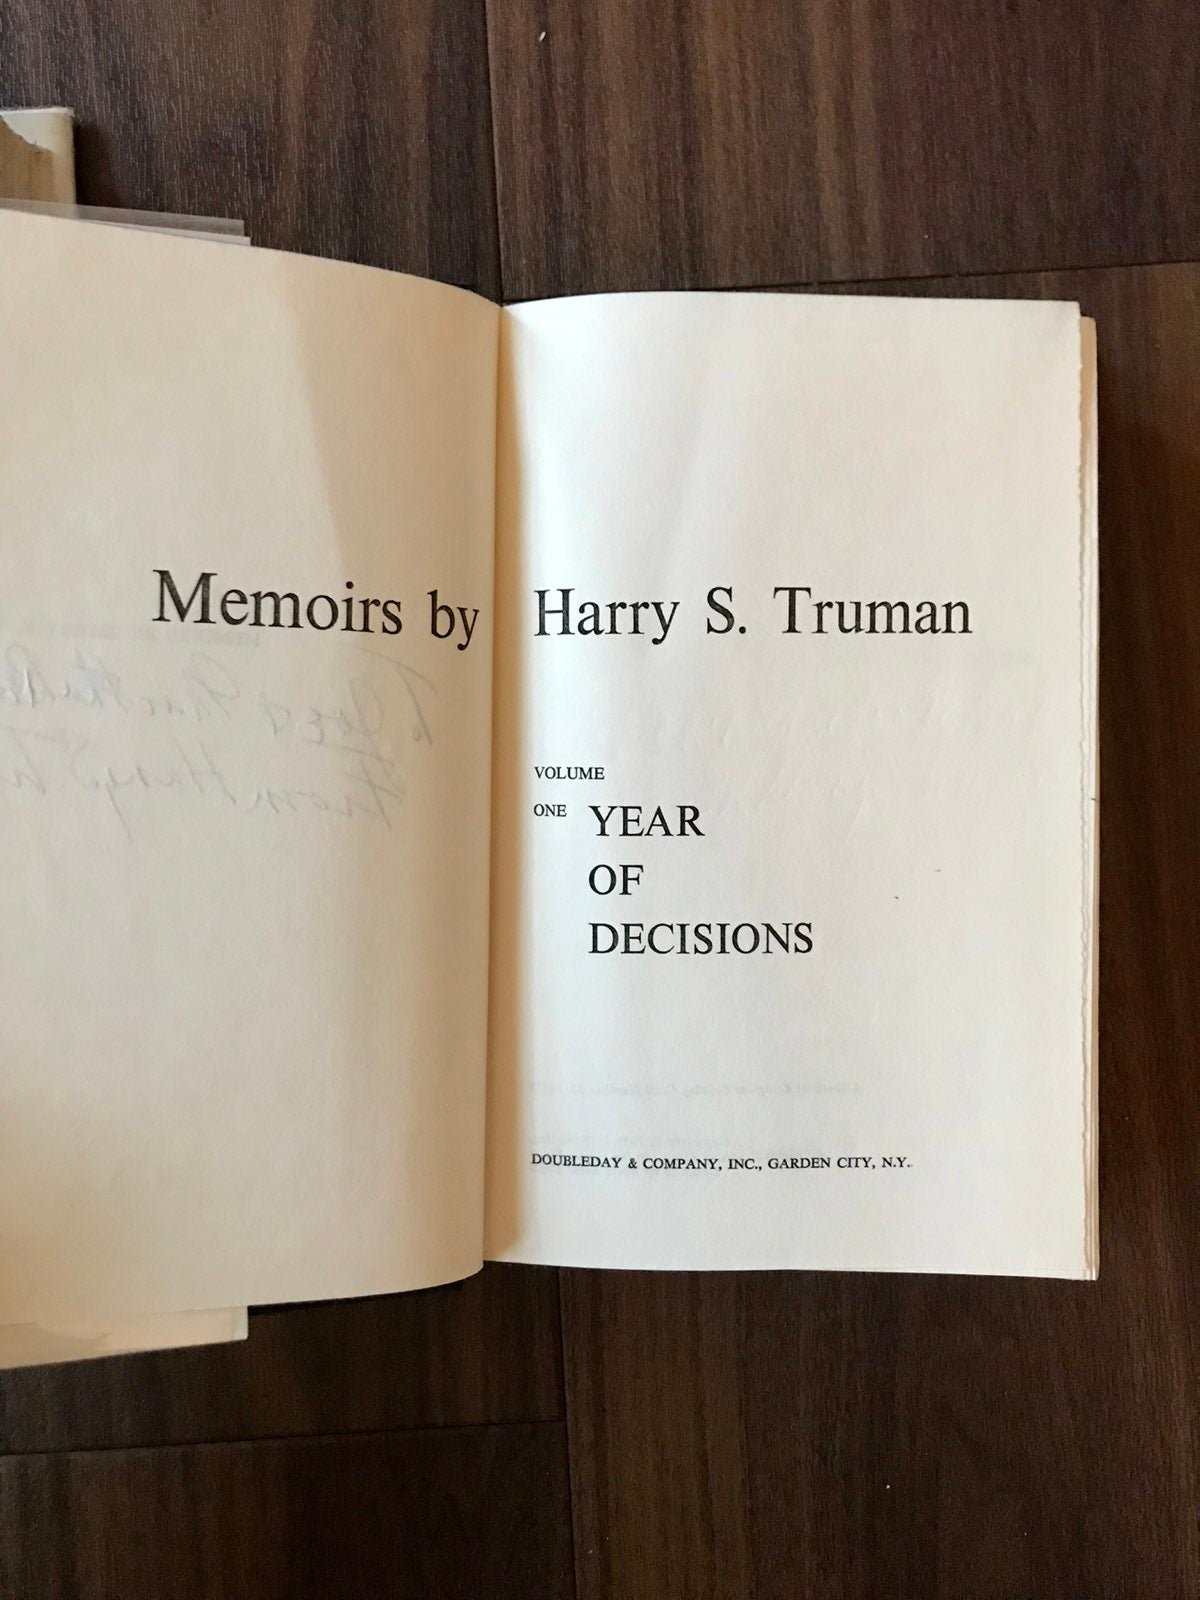 Memoirs by Harry S. Truman
VOLUME
ONE YEAR
OF
DECISIONS
DOUBLEDAY & COMPANY, INC., GARDEN CITY, N.Y.